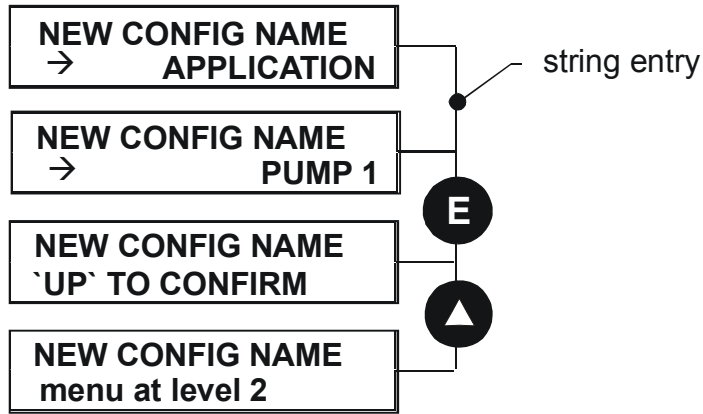 NEW CONFIG NAME
→ APPLICATION
string entry
NEW CONFIG NAME
→ PUMP 1
E
NEW CONFIG NAME
`UP` TO CONFIRM
NEW CONFIG NAME
menu at level 2